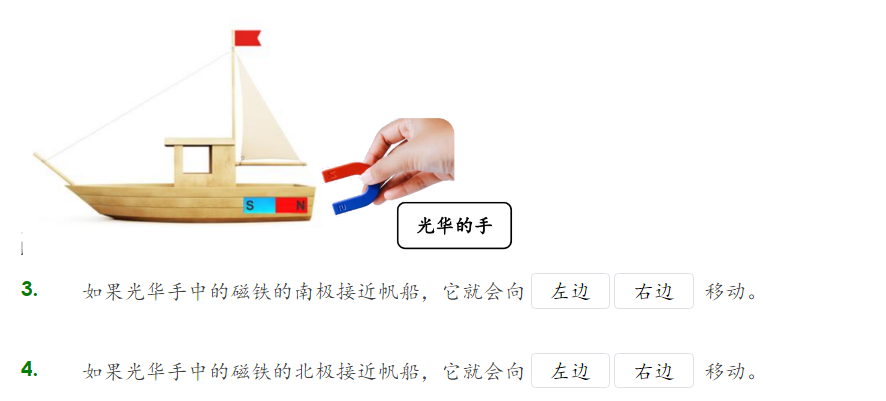 S N
光华的手
3. 如果光华手中的磁铁的南极接近帆船，它就会向 左边 右边 移动。
4. 如果光华手中的磁铁的北极接近帆船，它就会向 左边 右边 移动。